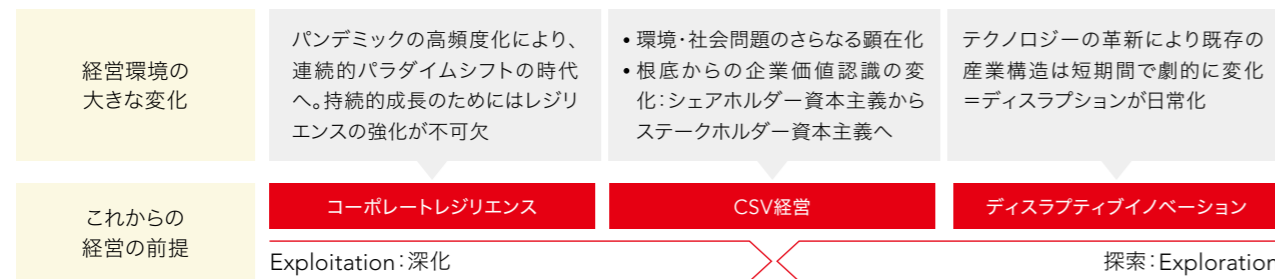 経営環境の
大きな変化
パンデミックの高頻度化により、
連続的パラダイムシフトの時代
へ。持続的成長のためにはレジリ
エンスの強化が不可欠
• 環境・社会問題のさらなる顕在化
• 根底からの企業価値認識の変
化：シェアホルダー資本主義から
ステークホルダー資本主義へ
テクノロジーの革新により既存の
産業構造は短期間で劇的に変化
＝ディスラプションが日常化
これからの
経営の前提
コーポレートレジリエンス
CSV経営
ディスラプティブイノベーション
Exploitation：深化
探索：Exploration